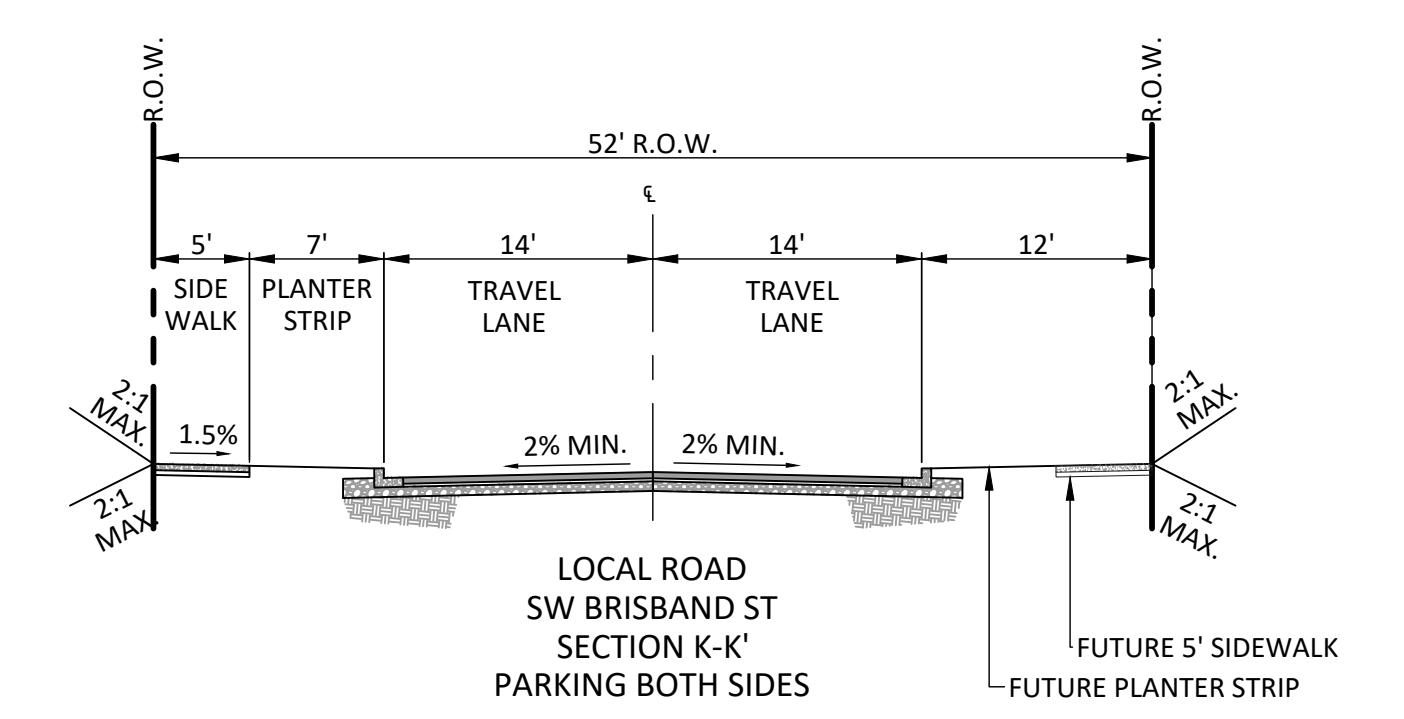 R.O.W.
R.O.W.
52' R.O.W.
℄
5'
7'
14'
14'
12'
SIDE
WALK
PLANTER
STRIP
TRAVEL
LANE
TRAVEL
LANE
2:1
MAX.
1.5%
2% MIN.
2% MIN.
2:1
MAX.
2:1
MAX.
2:1
MAX.
LOCAL ROAD
SW BRISBAND ST
SECTION K-K'
PARKING BOTH SIDES
FUTURE 5' SIDEWALK
FUTURE PLANTER STRIP